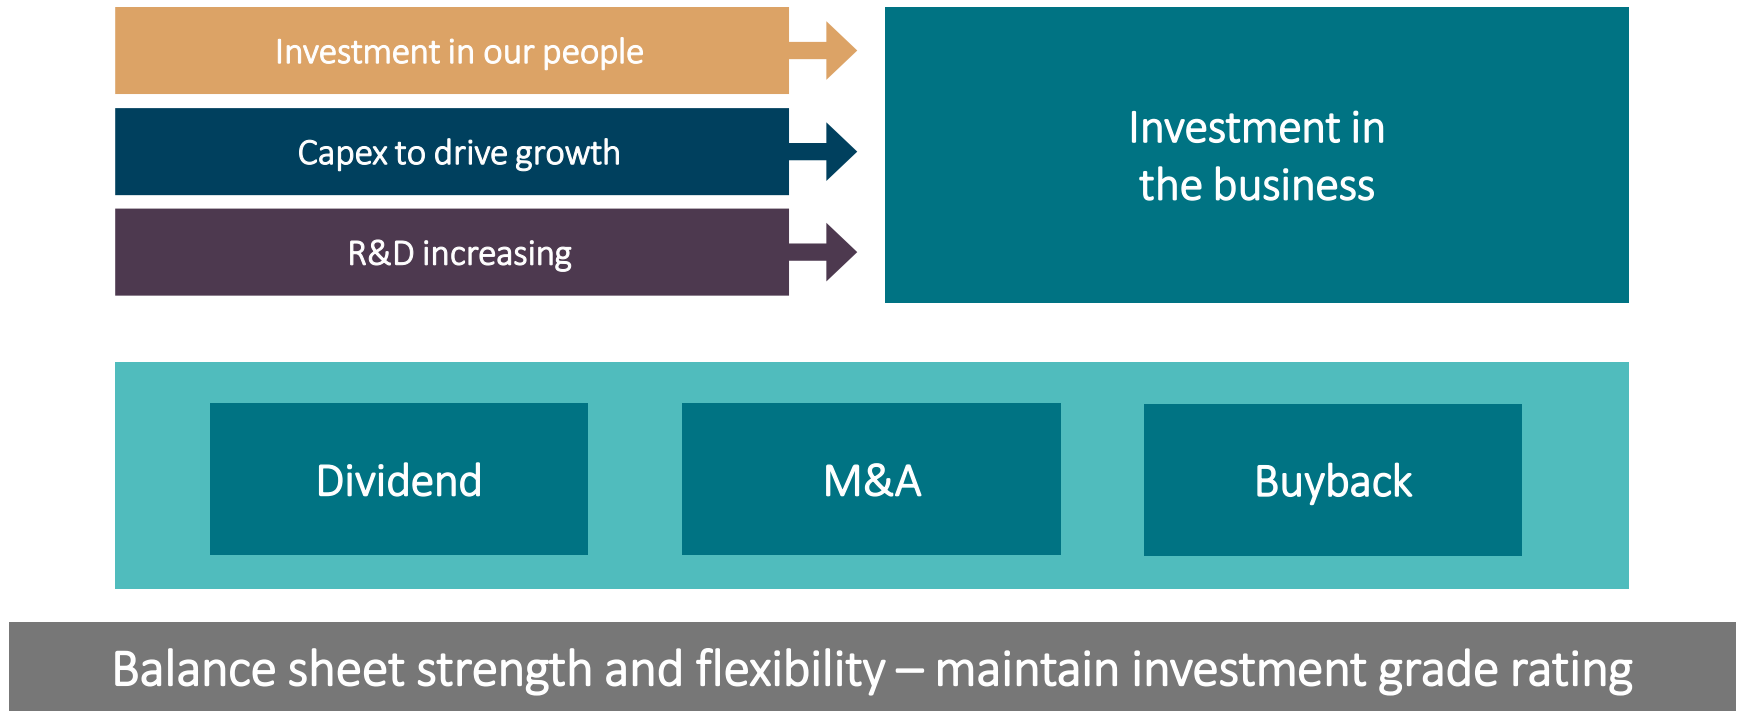 Investment in our people
Capex to drive growth
R&D increasing
Investment in
the business
Dividend
M&A
Buyback
Balance sheet strength and flexibility – maintain investment grade rating